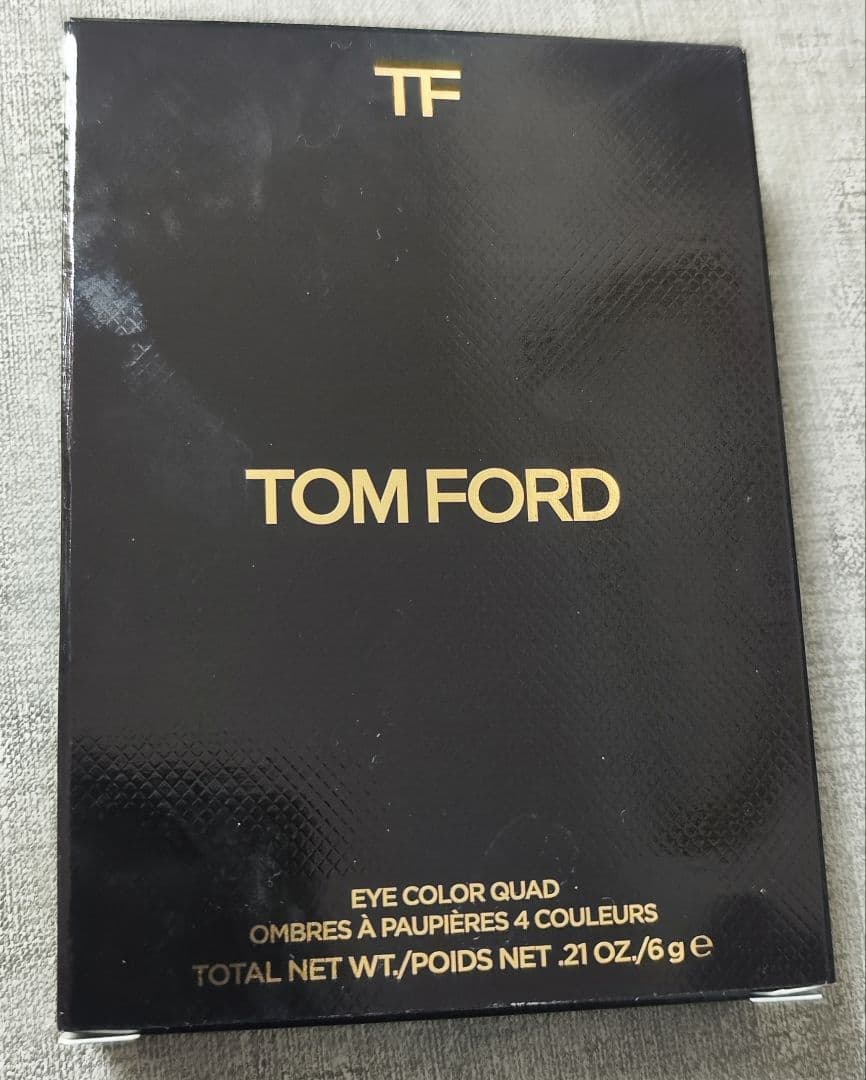 TF
TOM FORD
EYE COLOR QUAD
OMBRES À PAUPIÈRES 4 COULEURS
TOTAL NET WT./POIDS NET .21 OZ./6 g ℮